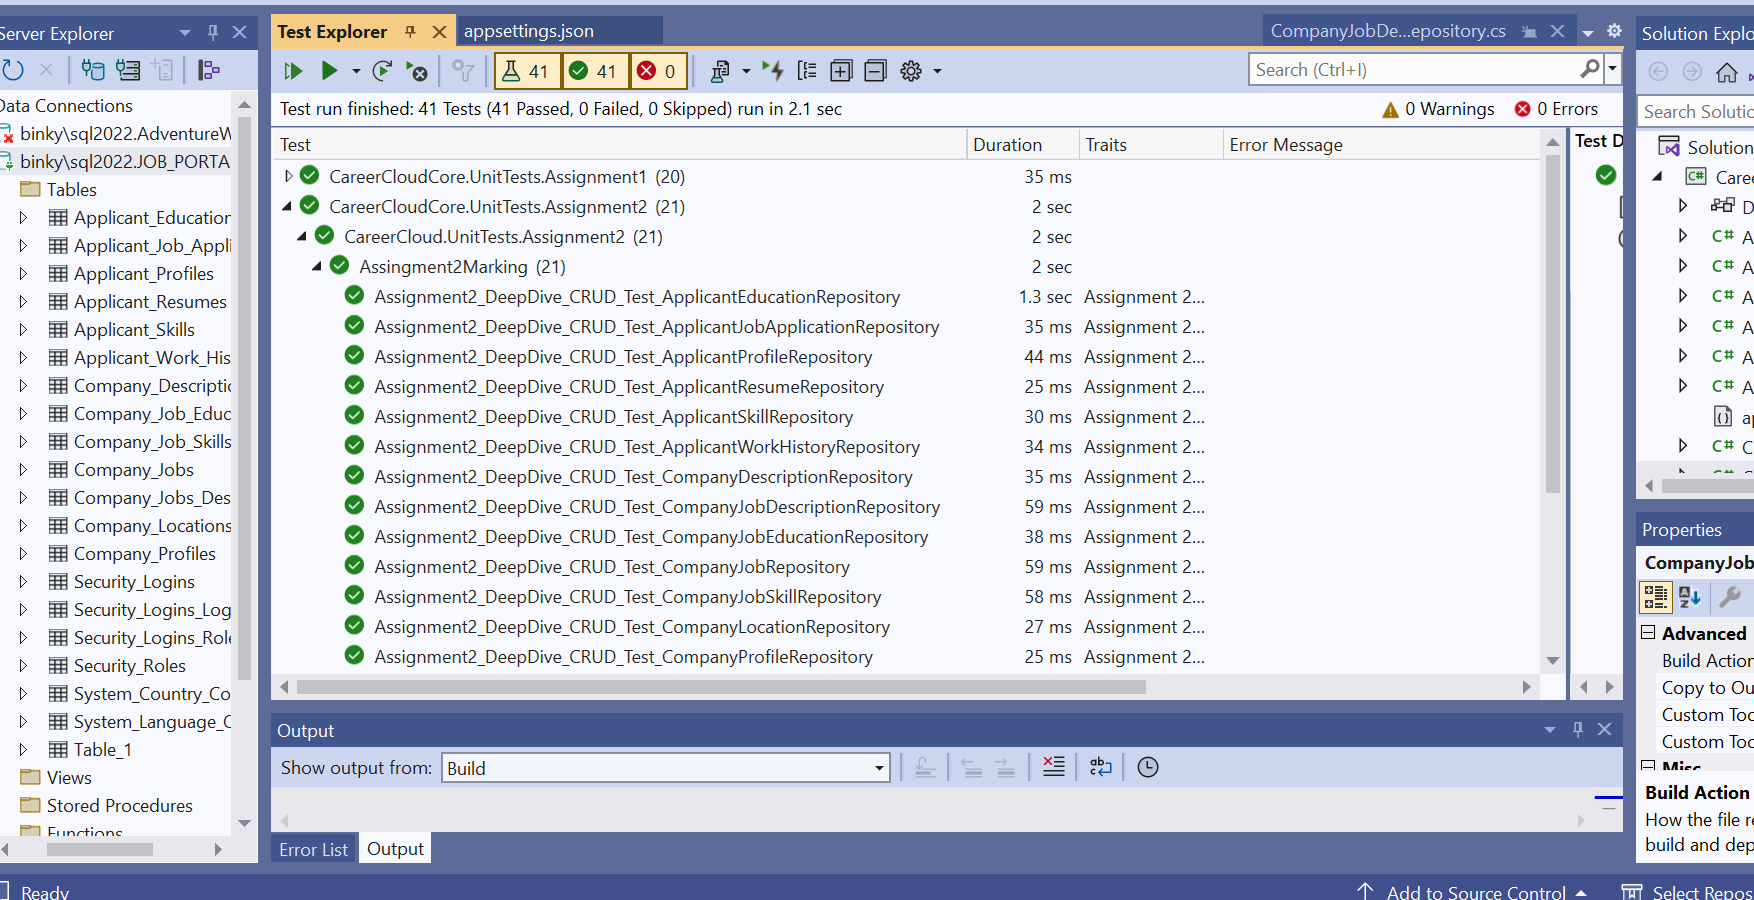 Server Explorer
Data Connections
binky\sql2022.AdventureW
binky\sql2022.JOB_PORTA
Tables
Applicant_Education
Applicant_Job_Appli
Applicant_Profiles
Applicant_Resumes
Applicant_Skills
Applicant_Work_His
Company_Descriptio
Company_Job_Educ
Company_Job_Skills
Company_Jobs
Company_Jobs_Des
Company_Locations
Company_Profiles
Security_Logins
Security_Logins_Log
Security_Logins_Role
Security_Roles
System_Country_Co
System_Language_C
Table_1
Views
Stored Procedures
Functions
Test Explorer
appsettings.json
CompanyJobDe...epository.cs
41 41 0
Search (Ctrl+I)
Test run finished: 41 Tests (41 Passed, 0 Failed, 0 Skipped) run in 2.1 sec
0 Warnings 0 Errors
Test Duration Traits Error Message
CareerCloudCore.UnitTests.Assignment1 (20) 35 ms
CareerCloudCore.UnitTests.Assignment2 (21) 2 sec
CareerCloud.UnitTests.Assignment2 (21) 2 sec
Assingment2Marking (21) 2 sec
Assignment2_DeepDive_CRUD_Test_ApplicantEducationRepository 1.3 sec Assignment 2...
Assignment2_DeepDive_CRUD_Test_ApplicantJobApplicationRepository 35 ms Assignment 2...
Assignment2_DeepDive_CRUD_Test_ApplicantProfileRepository 44 ms Assignment 2...
Assignment2_DeepDive_CRUD_Test_ApplicantResumeRepository 25 ms Assignment 2...
Assignment2_DeepDive_CRUD_Test_ApplicantSkillRepository 30 ms Assignment 2...
Assignment2_DeepDive_CRUD_Test_ApplicantWorkHistoryRepository 34 ms Assignment 2...
Assignment2_DeepDive_CRUD_Test_CompanyDescriptionRepository 35 ms Assignment 2...
Assignment2_DeepDive_CRUD_Test_CompanyJobDescriptionRepository 59 ms Assignment 2...
Assignment2_DeepDive_CRUD_Test_CompanyJobEducationRepository 38 ms Assignment 2...
Assignment2_DeepDive_CRUD_Test_CompanyJobRepository 59 ms Assignment 2...
Assignment2_DeepDive_CRUD_Test_CompanyJobSkillRepository 58 ms Assignment 2...
Assignment2_DeepDive_CRUD_Test_CompanyLocationRepository 27 ms Assignment 2...
Assignment2_DeepDive_CRUD_Test_CompanyProfileRepository 25 ms Assignment 2...
Test D
Output
Show output from: Build
Error List
Output
Solution Explo
Search Solutio
Solution
C# Caree
D
C# A
C# A
C# A
C# A
C# A
C# A
ap
C# C
Properties
CompanyJob
Advanced
Build Action
Copy to Ou
Custom Too
Custom Too
Misc
Build Action
How the file re
build and dep
Ready
Add to Source Control
Select Repos